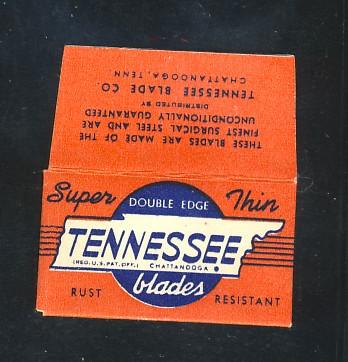 THESE BLADES ARE MADE OF THE
FINEST SURGICAL STEEL AND ARE
UNCONDITIONALLY GUARANTEED
DISTRIBUTED BY
TENNESSEE BLADE CO.
CHATTANOOGA, TENN
Super DOUBLE EDGE Thin
TENNESSEE
(REG. U.S. PAT. OFF.) CHATTANOOGA
blades
RUST RESISTANT